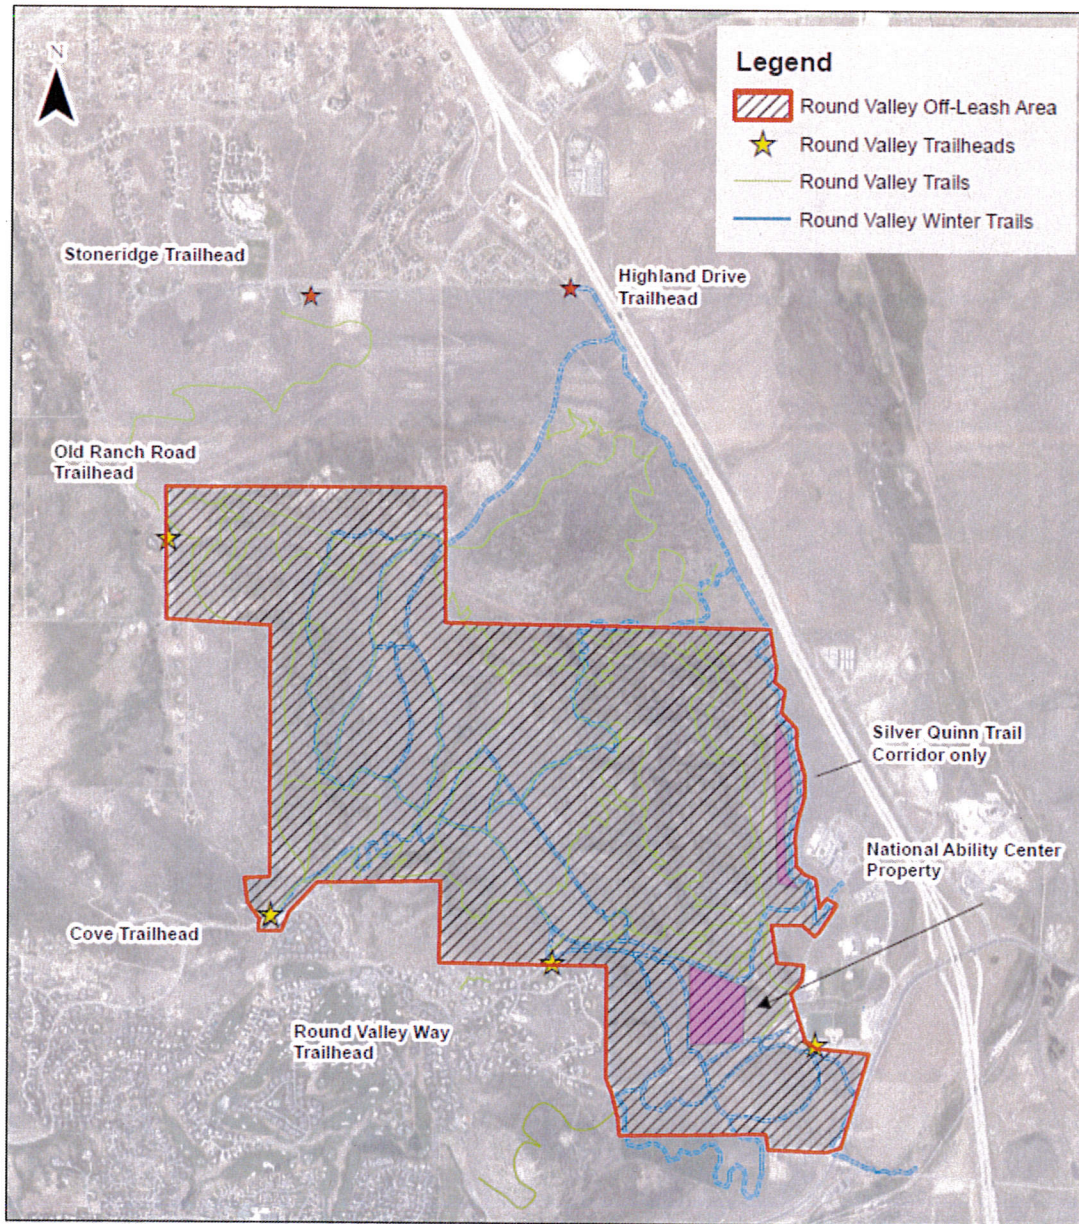 N
Legend
Round Valley Off-Leash Area
Round Valley Trailheads
Round Valley Trails
Round Valley Winter Trails
Stoneridge Trailhead
Highland Drive
Trailhead
Old Ranch Road
Trailhead
Silver Quinn Trail
Corridor only
National Ability Center
Property
Cove Trailhead
Round Valley Way
Trailhead